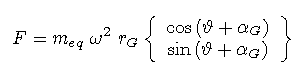 F = m_{eq} ω² r_G { cos (ϑ + α_G)
sin (ϑ + α_G) }